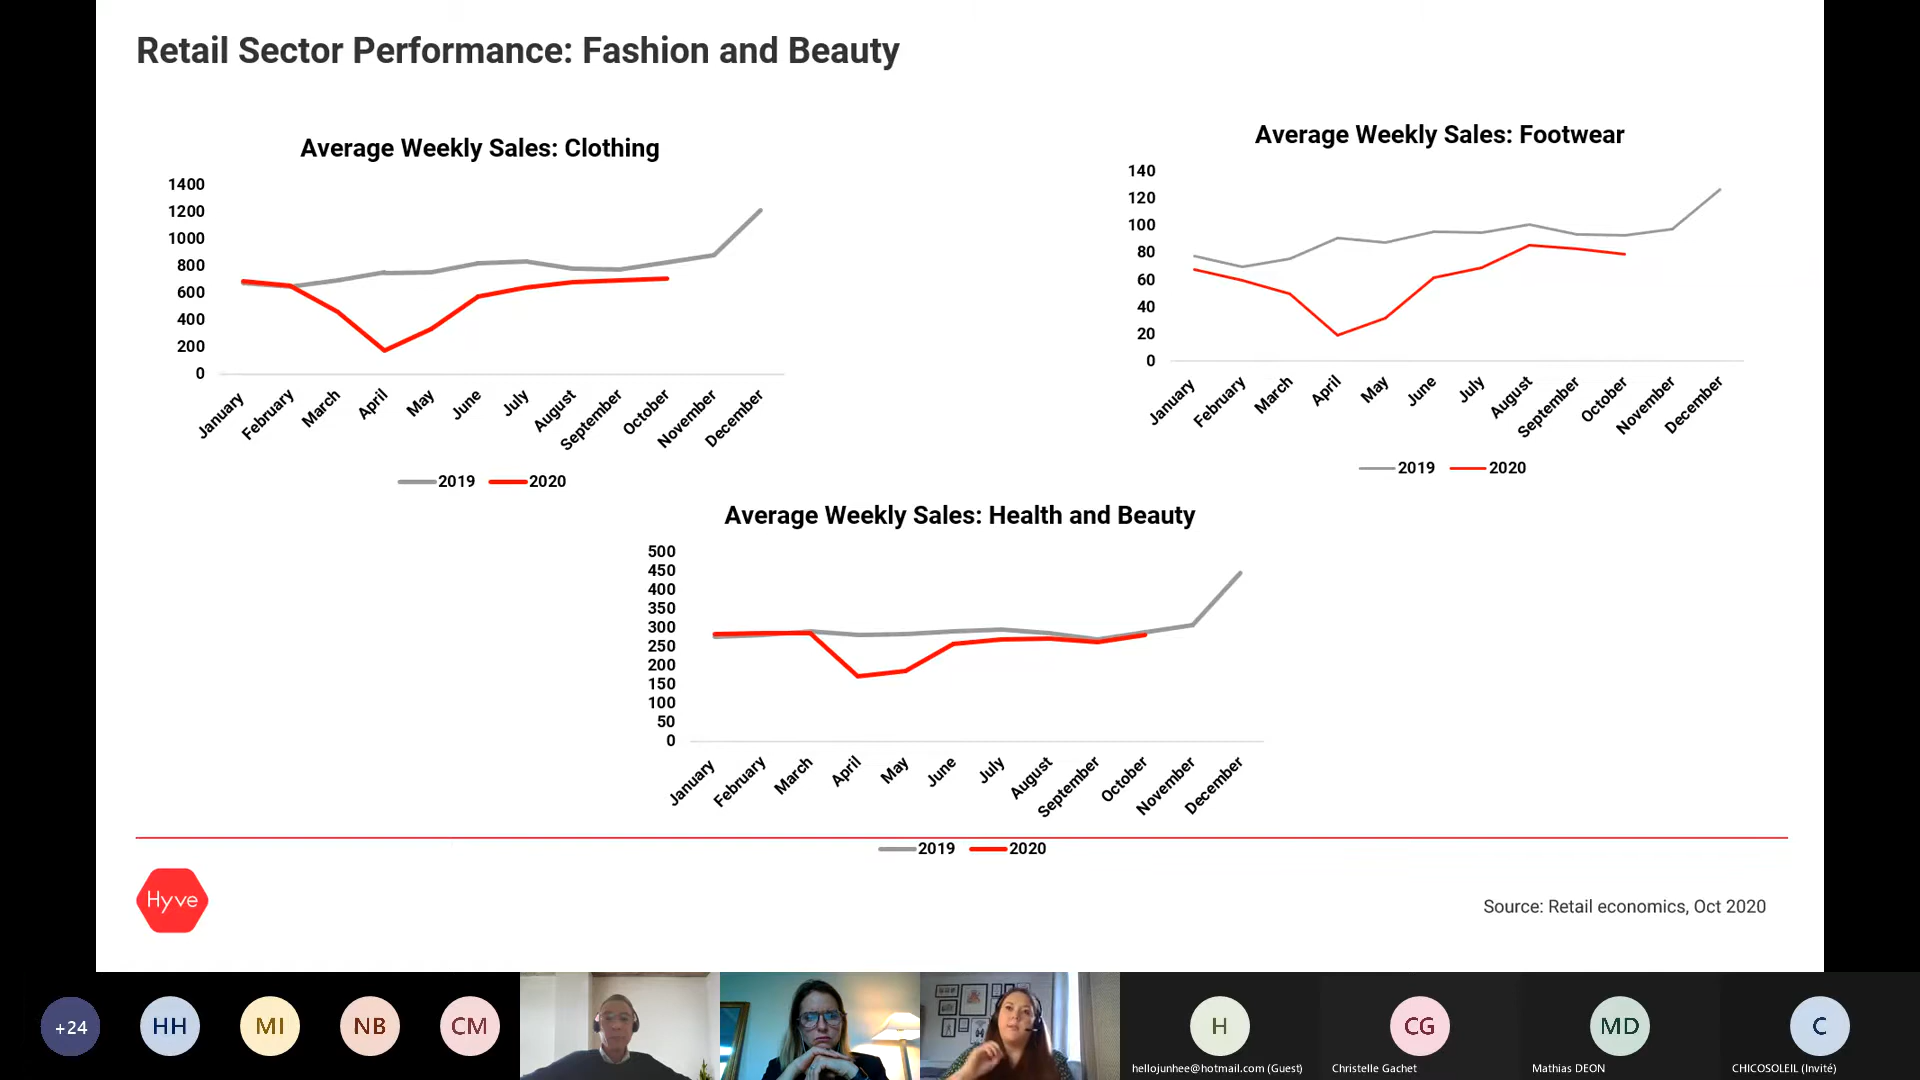 Retail Sector Performance: Fashion and Beauty
Average Weekly Sales: Clothing
1400
1200
1000
800
600
400
200
0
January
February
March
April
May
June
July
August
September
October
November
December
2019
2020
Average Weekly Sales: Footwear
140
120
100
80
60
40
20
0
January
February
March
April
May
June
July
August
September
October
November
December
2019
2020
Average Weekly Sales: Health and Beauty
500
450
400
350
300
250
200
150
100
50
0
January
February
March
April
May
June
July
August
September
October
November
December
2019
2020
Hyve
Source: Retail economics, Oct 2020
+24
HH
MI
NB
CM
H
hellojunhee@hotmail.com (Guest)
CG
Christelle Gachet
MD
Mathias DEON
C
CHICOSOLEIL (Invité)